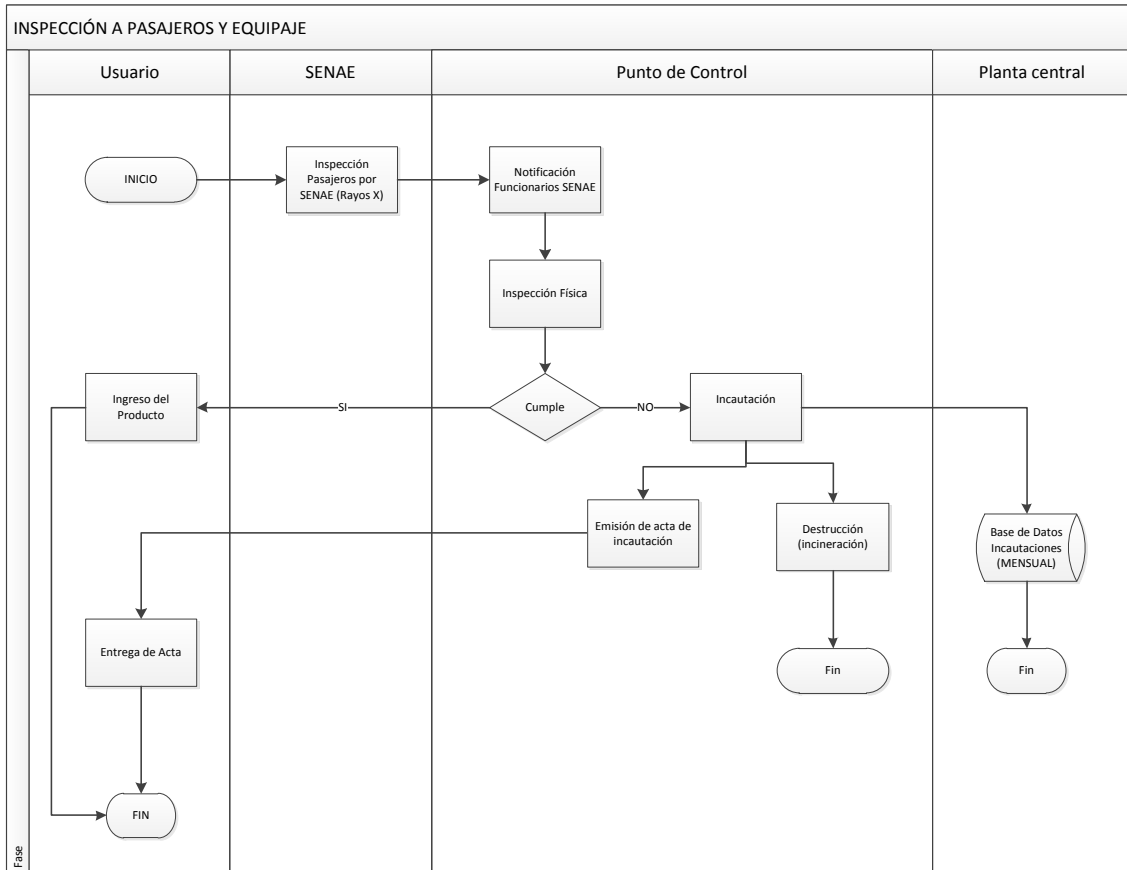 INSPECCIÓN A PASAJEROS Y EQUIPAJE
Usuario
SENAE
Punto de Control
Planta central
INICIO
Inspección
Pasajeros por
SENAE (Rayos X)
Notificación
Funcionarios SENAE
Inspección Física
Ingreso del
Producto
SI
Cumple
NO
Incautación
Emisión de acta de
incautación
Destrucción
(incineración)
Base de Datos
Incautaciones
(MENSUAL)
Entrega de Acta
Fin
Fin
FIN
Fase